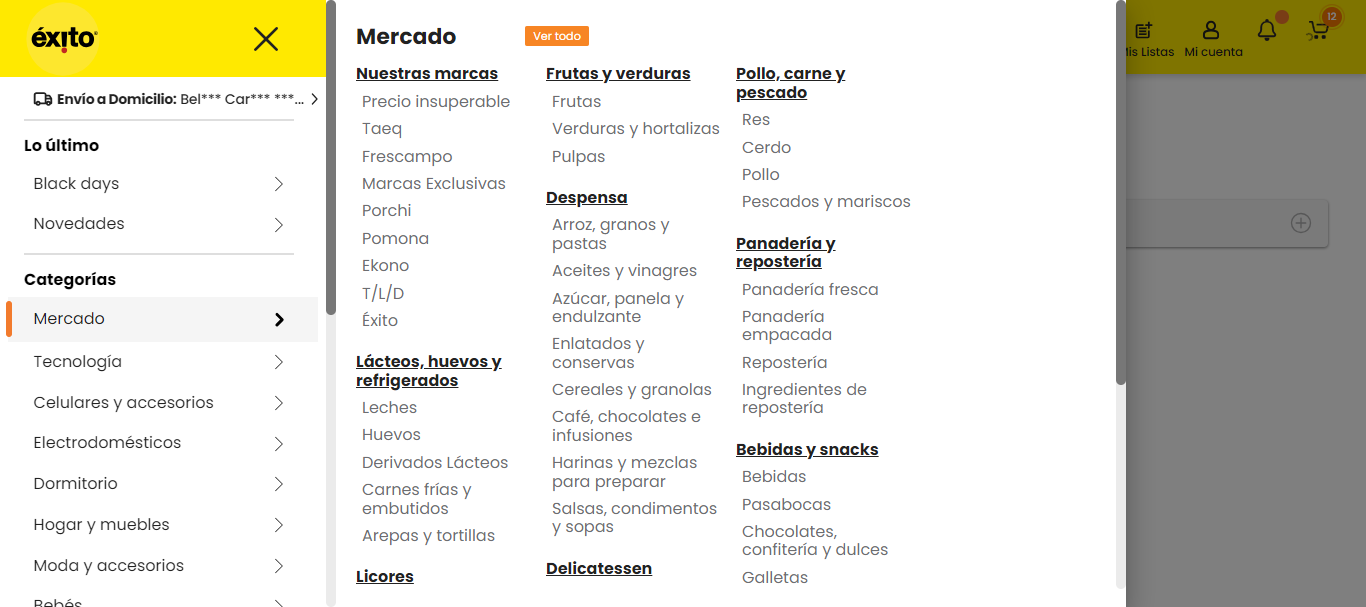 éxito
Envío a Domicilio: Bel*** Car*** ***...
Lo último
Black days
Novedades
Categorías
Mercado
Tecnología
Celulares y accesorios
Electrodomésticos
Dormitorio
Hogar y muebles
Moda y accesorios
Bebés
Mercado
Ver todo
Nuestras marcas
Precio insuperable
Taeq
Frescampo
Marcas Exclusivas
Porchi
Pomona
Ekono
T/L/D
Éxito
Lácteos, huevos y
refrigerados
Leches
Huevos
Derivados Lácteos
Carnes frías y
embutidos
Arepas y tortillas
Licores
Frutas y verduras
Frutas
Verduras y hortalizas
Pulpas
Despensa
Arroz, granos y
pastas
Aceites y vinagres
Azúcar, panela y
endulzante
Enlatados y
conservas
Cereales y granolas
Café, chocolates e
infusiones
Harinas y mezclas
para preparar
Salsas, condimentos
y sopas
Delicatessen
Pollo, carne y
pescado
Res
Cerdo
Pollo
Pescados y mariscos
Panadería y
repostería
Panadería fresca
Panadería
empacada
Repostería
Ingredientes de
repostería
Bebidas y snacks
Bebidas
Pasabocas
Chocolates,
confitería y dulces
Galletas
Mis Listas
Mi cuenta
12